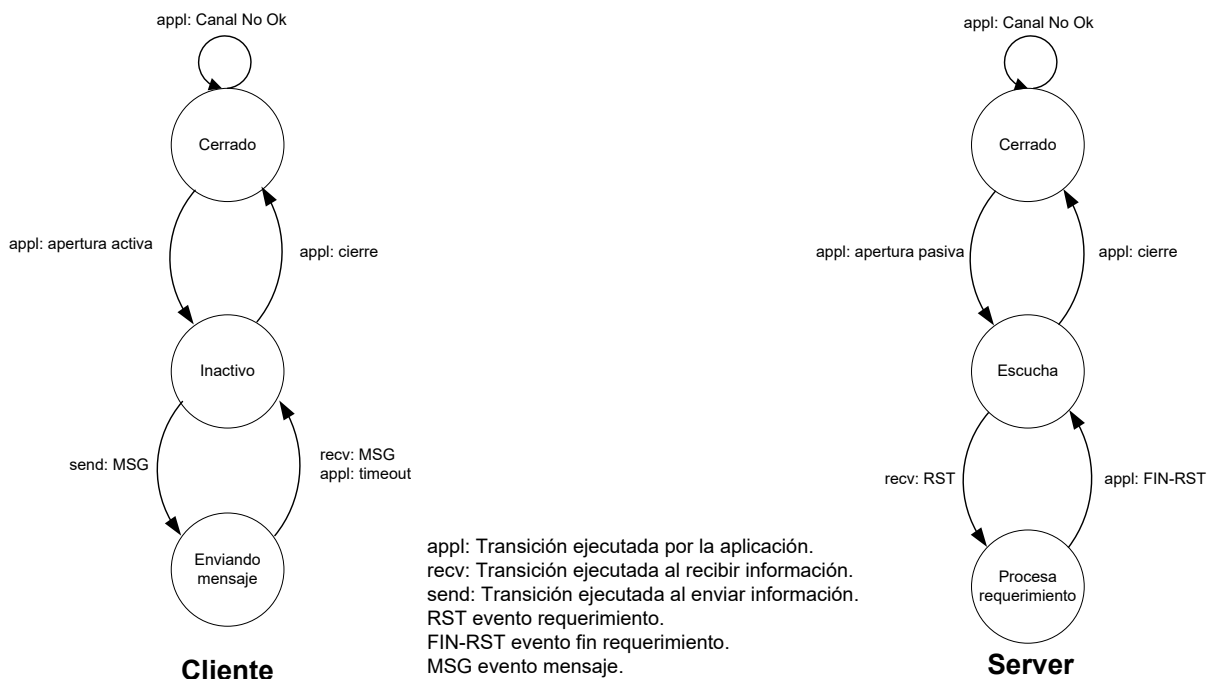 appl: Canal No Ok
Cerrado
appl: apertura activa
appl: cierre
Inactivo
send: MSG
recv: MSG
appl: timeout
Enviando
mensaje
Cliente
appl: Transición ejecutada por la aplicación.
recv: Transición ejecutada al recibir información.
send: Transición ejecutada al enviar información.
RST evento requerimiento.
FIN-RST evento fin requerimiento.
MSG evento mensaje.
appl: Canal No Ok
Cerrado
appl: apertura pasiva
appl: cierre
Escucha
recv: RST
appl: FIN-RST
Procesa
requerimiento
Server